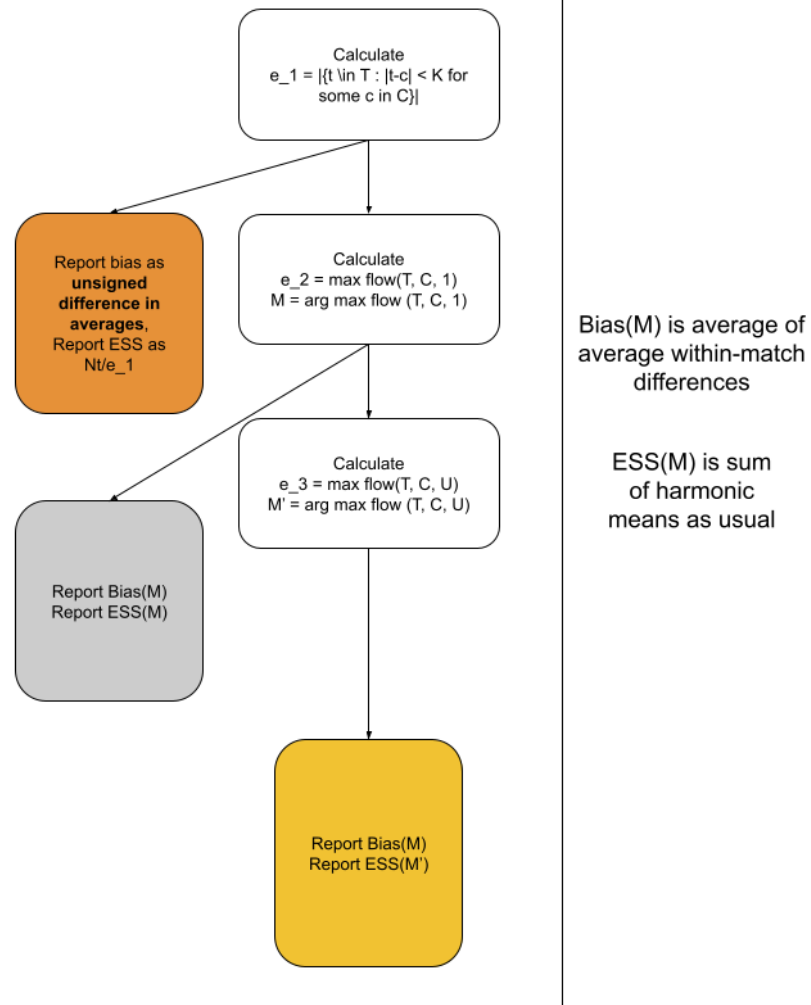 Calculate
e_1 = |{t \in T : |t-c| < K for
some c in C}|
Report bias as
unsigned
difference in
averages,
Report ESS as
Nt/e_1
Calculate
e_2 = max flow(T, C, 1)
M = arg max flow (T, C, 1)
Calculate
e_3 = max flow(T, C, U)
M' = arg max flow (T, C, U)
Report Bias(M)
Report ESS(M)
Report Bias(M)
Report ESS(M')
Bias(M) is average of
average within-match
differences
ESS(M) is sum
of harmonic
means as usual